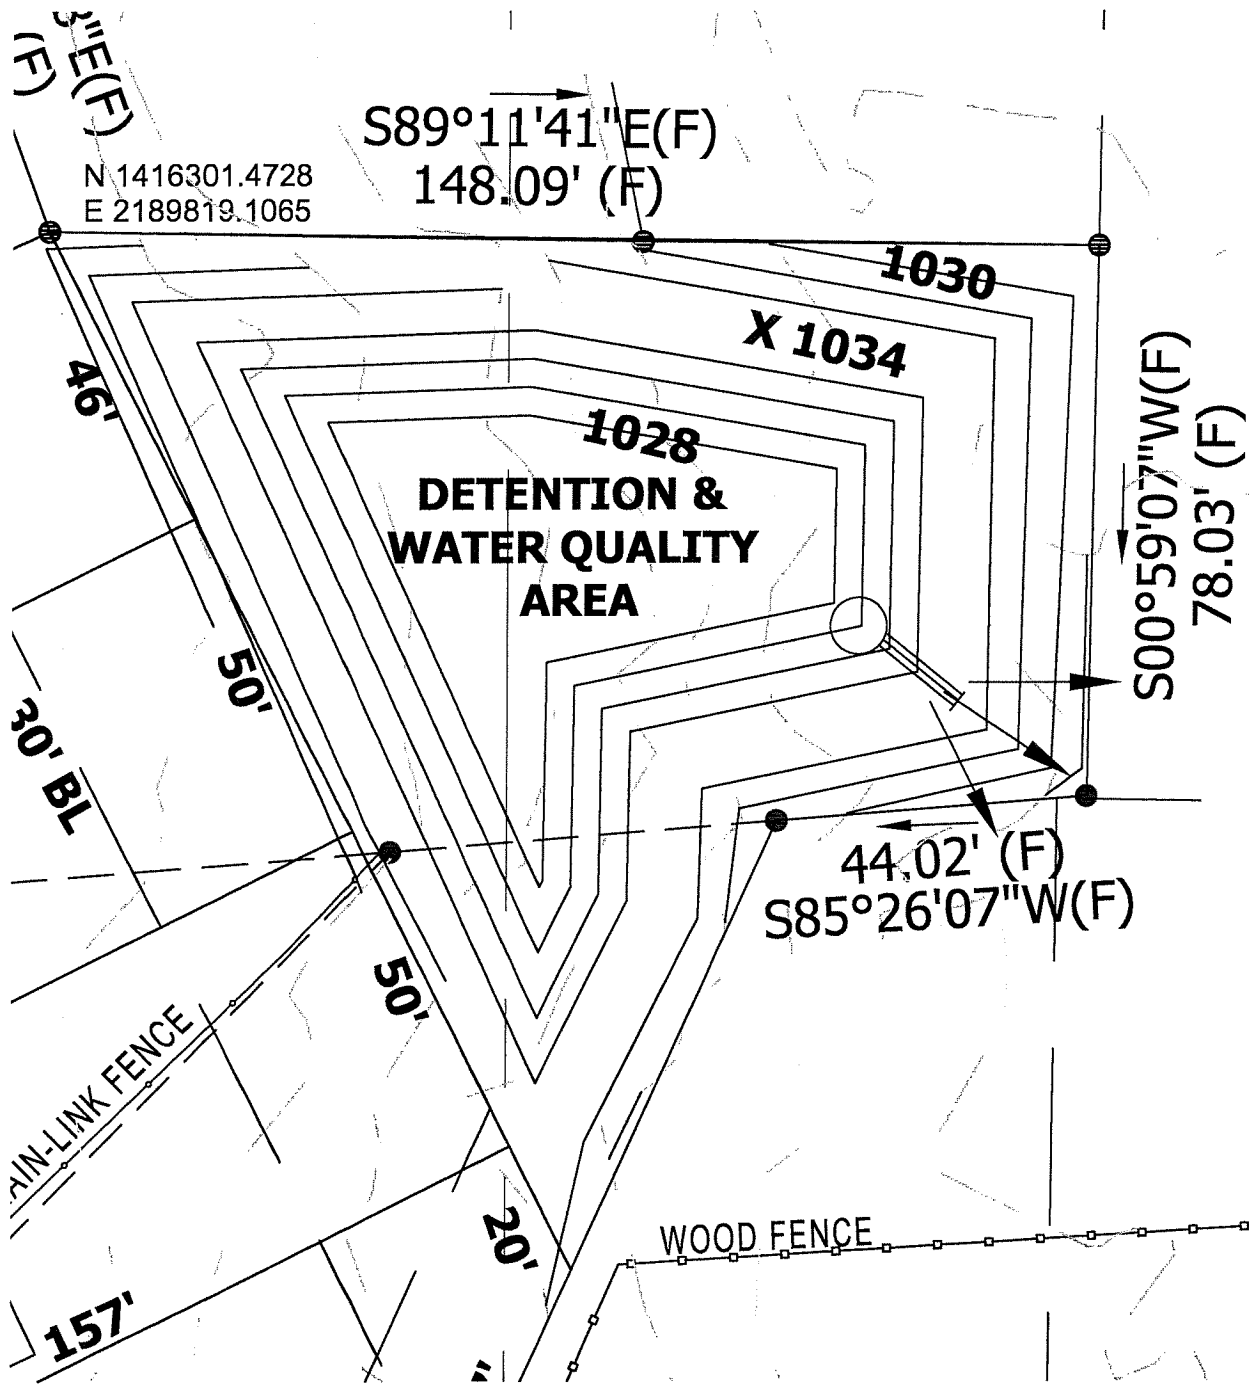 "E(F)
(F)
S89°11'41"E(F)
148.09' (F)
N 1416301.4728
E 2189819.1065
1030
X 1034
46'
1028
DETENTION &
WATER QUALITY
AREA
S00°59'07"W(F)
78.03' (F)
50'
30' BL
44.02' (F)
S85°26'07"W(F)
50'
AIN-LINK FENCE
20'
WOOD FENCE
157'
"